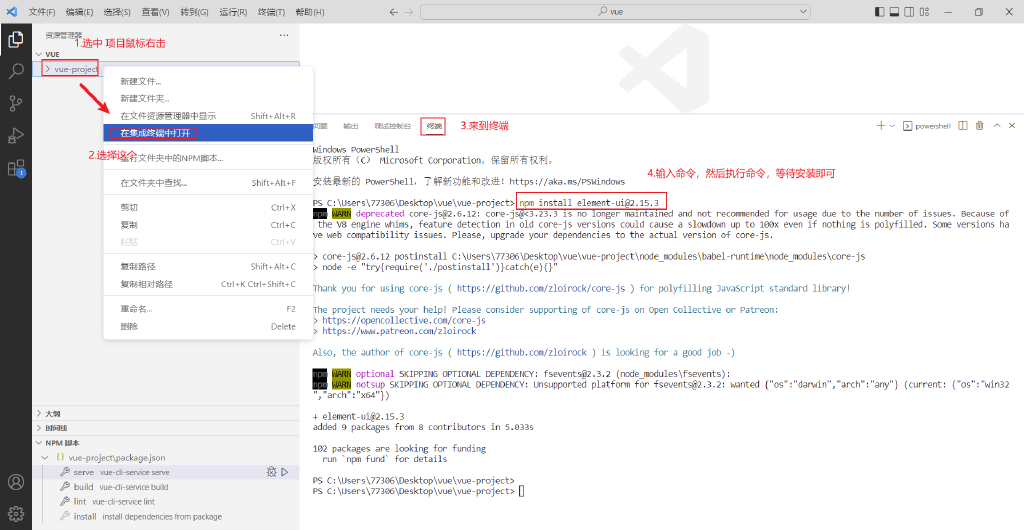 文件(F) 编辑(E) 选择(S) 查看(V) 转到(G) 运行(R) 终端(T) 帮助(H)
vue
资源管理器
1.选中 项目鼠标右击
VUE
vue-project
新建文件...
新建文件夹...
在文件资源管理器中显示 Shift+Alt+R
在集成终端中打开
2.选择这个
行文件夹中的NPM脚本...
在文件夹中查找... Shift+Alt+F
剪切 Ctrl+X
复制 Ctrl+C
粘贴 Ctrl+V
复制路径 Shift+Alt+C
复制相对路径 Ctrl+K Ctrl+Shift+C
重命名... F2
删除 Delete
大纲
时间线
NPM 脚本
vue-project\package.json
serve vue-cli-service serve
build vue-cli-service build
lint vue-cli-service lint
install install dependencies from package
1
问题 输出 调试控制台 终端
3.来到终端
powershell
Windows PowerShell
版权所有 (C) Microsoft Corporation。保留所有权利。
4.输入命令，然后执行命令，等待安装即可
安装最新的 PowerShell，了解新功能和改进！https://aka.ms/PSWindows
PS C:\Users\77306\Desktop\vue\vue-project> npm install element-ui@2.15.3
npm WARN deprecated core-js@2.6.12: core-js@<3.23.3 is no longer maintained and not recommended for usage due to the number of issues. Because of
the V8 engine whims, feature detection in old core-js versions could cause a slowdown up to 100x even if nothing is polyfilled. Some versions ha
ve web compatibility issues. Please, upgrade your dependencies to the actual version of core-js.
> core-js@2.6.12 postinstall C:\Users\77306\Desktop\vue\vue-project\node_modules\babel-runtime\node_modules\core-js
> node -e "try{require('./postinstall')}catch(e){}"
Thank you for using core-js ( https://github.com/zloirock/core-js ) for polyfilling JavaScript standard library!
The project needs your help! Please consider supporting of core-js on Open Collective or Patreon:
> https://opencollective.com/core-js
> https://www.patreon.com/zloirock
Also, the author of core-js ( https://github.com/zloirock ) is looking for a good job -)
npm WARN optional SKIPPING OPTIONAL DEPENDENCY: fsevents@2.3.2 (node_modules\fsevents):
npm WARN notsup SKIPPING OPTIONAL DEPENDENCY: Unsupported platform for fsevents@2.3.2: wanted {"os":"darwin","arch":"any"} (current: {"os":"win32
","arch":"x64"})
+ element-ui@2.15.3
added 9 packages from 8 contributors in 5.033s
102 packages are looking for funding
run `npm fund` for details
PS C:\Users\77306\Desktop\vue\vue-project>
PS C:\Users\77306\Desktop\vue\vue-project>